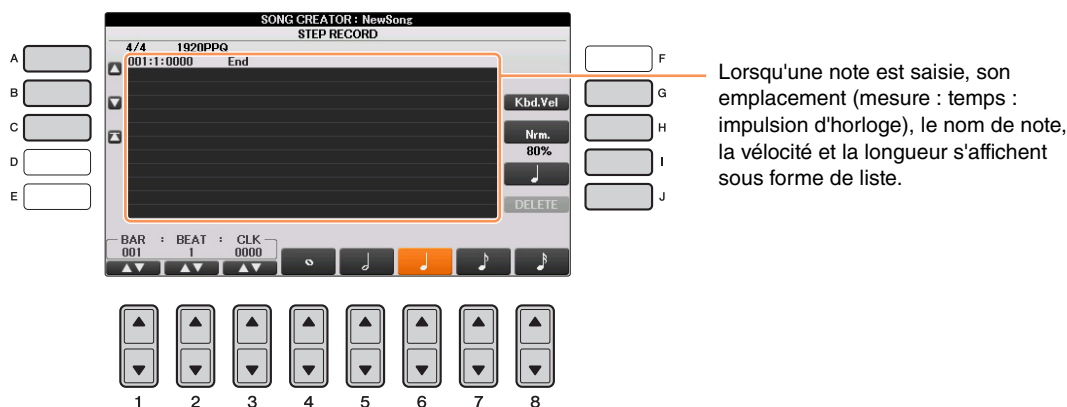 SONG CREATOR : NewSong
STEP RECORD
4/4 1920PPQ
001:1:0000 End
A
B
C
D
E
F
G
H
I
J
Kbd.Vel
Nrm.
80%
DELETE
BAR : BEAT : CLK
001 1 0000
1 2 3 4 5 6 7 8
Lorsqu'une note est saisie, son
emplacement (mesure : temps :
impulsion d'horloge), le nom de note,
la vélocité et la longueur s'affichent
sous forme de liste.